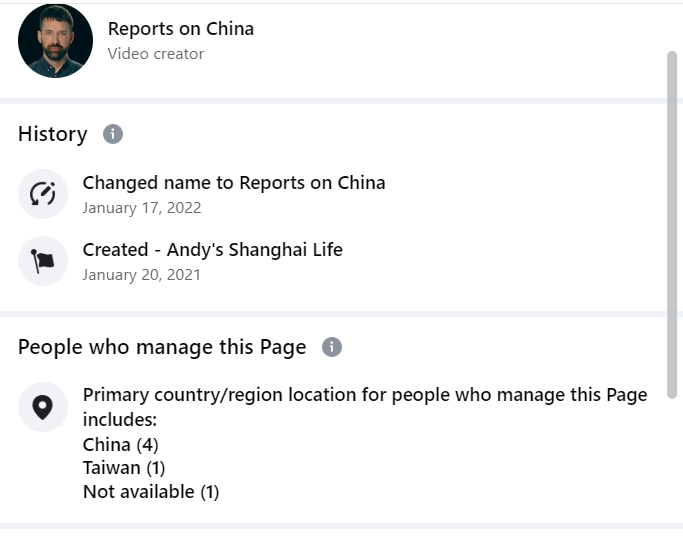 Reports on China
Video creator
History
Changed name to Reports on China
January 17, 2022
Created - Andy's Shanghai Life
January 20, 2021
People who manage this Page
Primary country/region location for people who manage this Page
includes:
China (4)
Taiwan (1)
Not available (1)